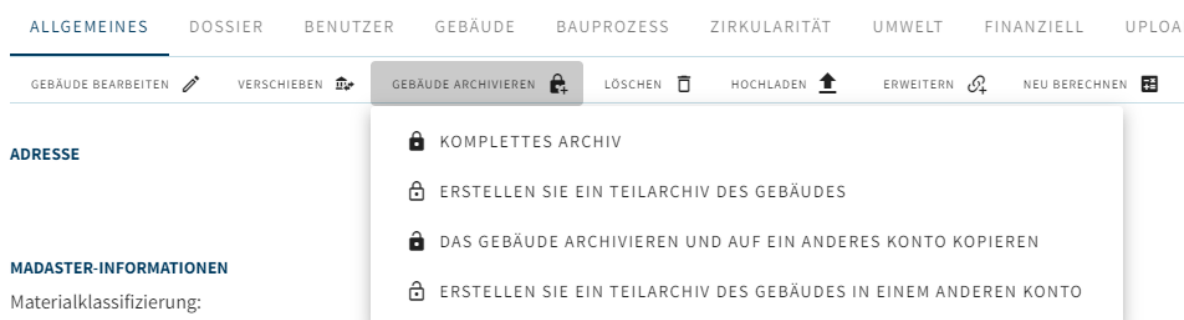 ALLGEMEINES DOSSIER BENUTZER GEBÄUDE BAUPROZESS ZIRKULARITÄT UMWELT FINANZIELL UPLOA
GEBÄUDE BEARBEITEN VERSCHIEBEN GEBÄUDE ARCHIVIEREN LÖSCHEN HOCHLADEN ERWEITERN NEU BERECHNEN
KOMPLETTES ARCHIV
ADRESSE
ERSTELLEN SIE EIN TEILARCHIV DES GEBÄUDES
DAS GEBÄUDE ARCHIVIEREN UND AUF EIN ANDERES KONTO KOPIEREN
MADASTER-INFORMATIONEN
ERSTELLEN SIE EIN TEILARCHIV DES GEBÄUDES IN EINEM ANDEREN KONTO
Materialklassifizierung: